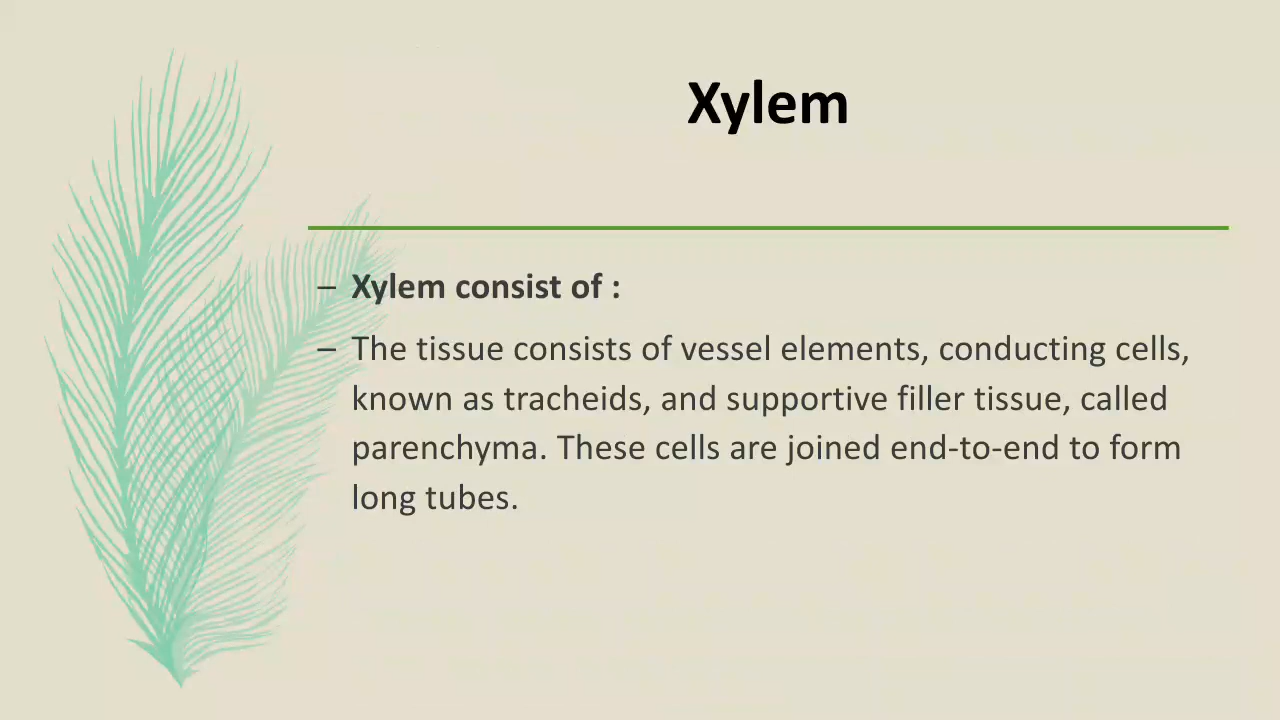 Xylem
– Xylem consist of :
– The tissue consists of vessel elements, conducting cells,
known as tracheids, and supportive filler tissue, called
parenchyma. These cells are joined end-to-end to form
long tubes.